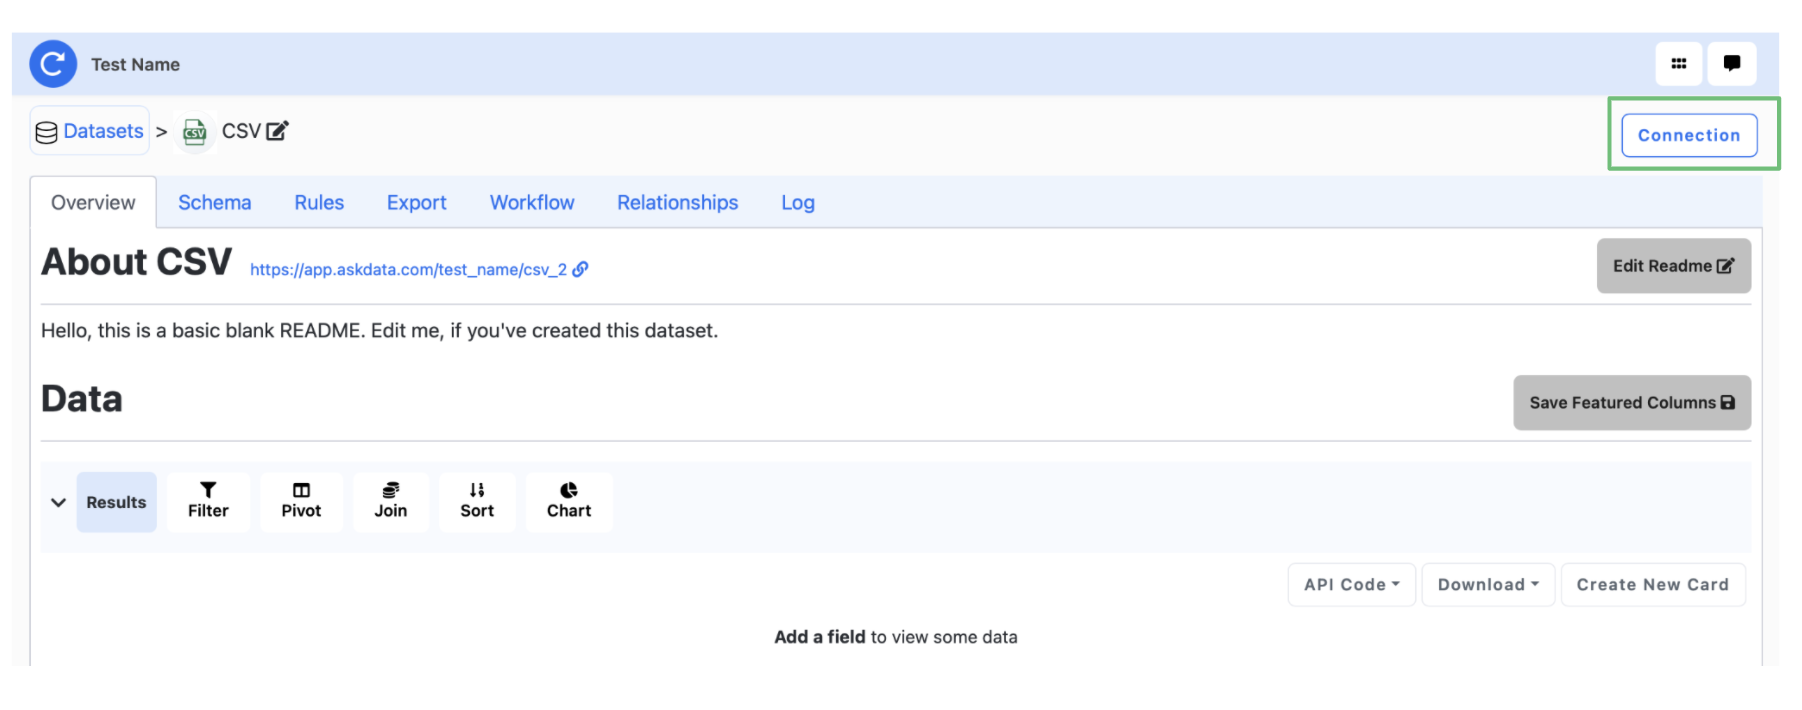 Test Name
Datasets > CSV CSV
Connection
Overview Schema Rules Export Workflow Relationships Log
About CSV https://app.askdata.com/test_name/csv_2
Edit Readme
Hello, this is a basic blank README. Edit me, if you've created this dataset.
Data
Save Featured Columns
Results Filter Pivot Join Sort Chart
API Code Download Create New Card
Add a field to view some data